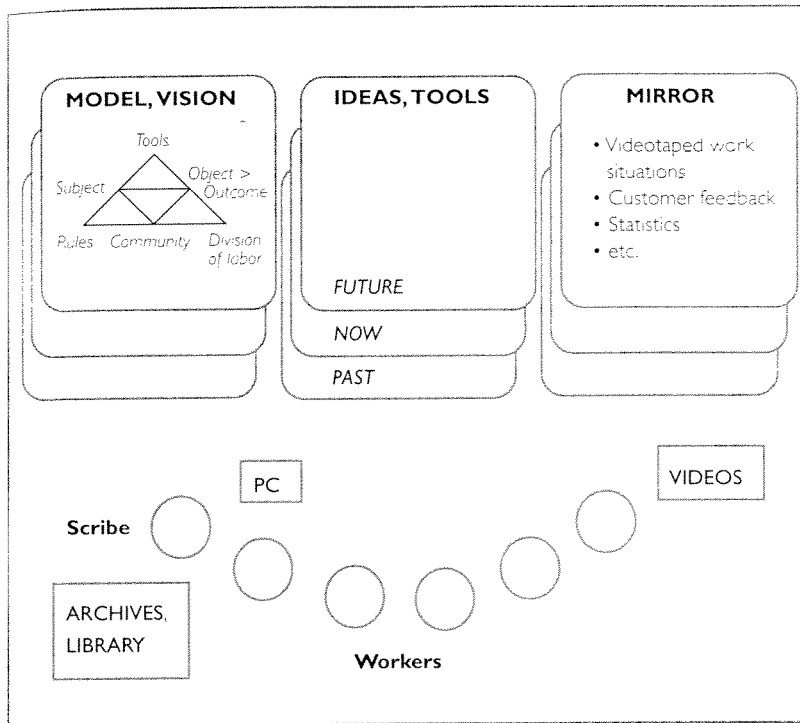 MODEL, VISION
Tools
Subject
Object >
Outcome
Rules
Community
Division
of labor
IDEAS, TOOLS
FUTURE
NOW
PAST
MIRROR
• Videotaped work
situations
• Customer feedback
• Statistics
• etc.
PC
VIDEOS
Scribe
ARCHIVES,
LIBRARY
Workers